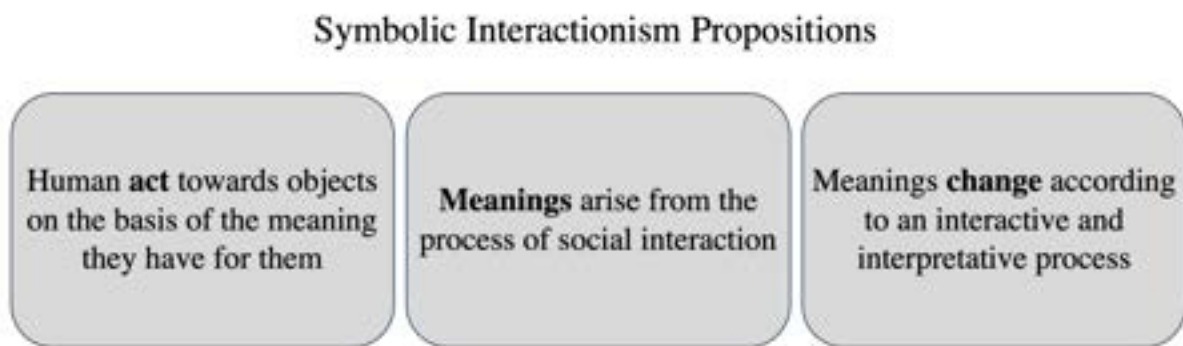 Symbolic Interactionism Propositions
Human act towards objects
on the basis of the meaning
they have for them
Meanings arise from the
process of social interaction
Meanings change according
to an interactive and
interpretative process